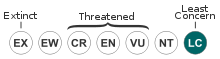 Extinct
Threatened
Least
Concern
EX EW CR EN VU NT LC